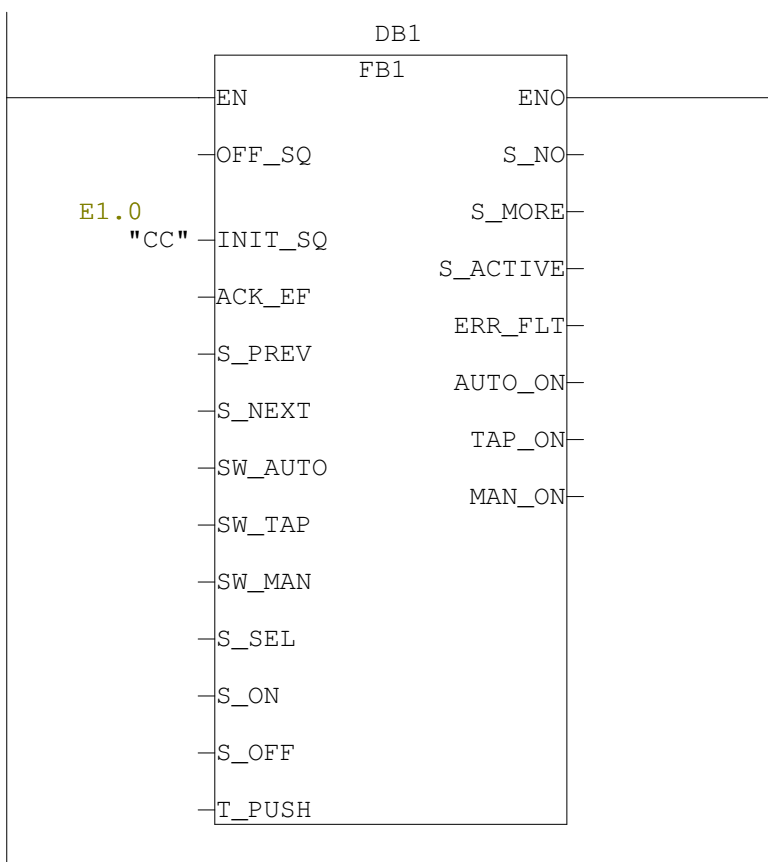 DB1
FB1
EN ENO
OFF_SQ S_NO
E1.0 S_MORE
"CC" INIT_SQ
S_ACTIVE
ACK_EF
ERR_FLT
S_PREV
AUTO_ON
S_NEXT
TAP_ON
SW_AUTO
MAN_ON
SW_TAP
SW_MAN
S_SEL
S_ON
S_OFF
T_PUSH